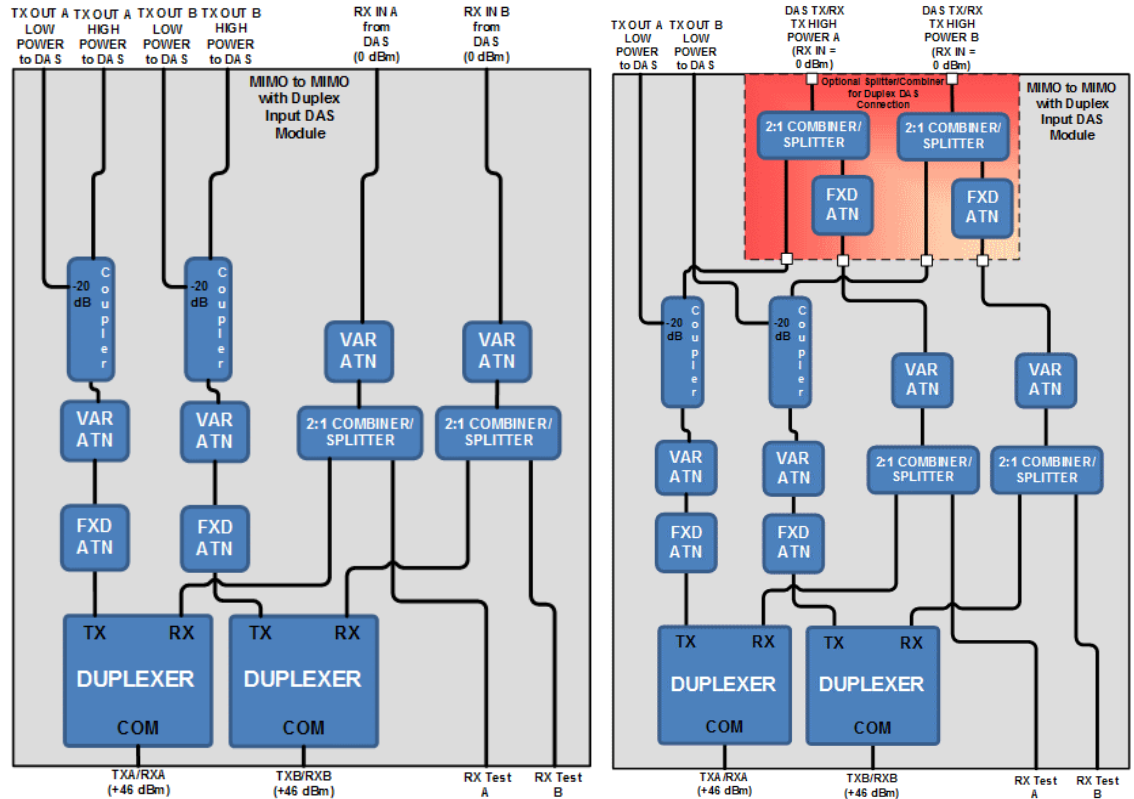 TX OUT A
LOW
POWER
to DAS
TX OUT A
HIGH
POWER
to DAS
TX OUT B
LOW
POWER
to DAS
TX OUT B
HIGH
POWER
to DAS
RX IN A
from
DAS
(0 dBm)
RX IN B
from
DAS
(0 dBm)
MIMO to MIMO
with Duplex
Input DAS
Module
-20
dB
Coupler
-20
dB
Coupler
VAR
ATN
VAR
ATN
VAR
ATN
VAR
ATN
2:1 COMBINER/
SPLITTER
2:1 COMBINER/
SPLITTER
FXD
ATN
FXD
ATN
TX
RX
DUPLEXER
COM
TX
RX
DUPLEXER
COM
TXA/RXA
(+46 dBm)
TXB/RXB
(+46 dBm)
RX Test
A
RX Test
B
TX OUT A
LOW
POWER
to DAS
TX OUT B
LOW
POWER
to DAS
DAS TX/RX
TX HIGH
POWER A
(RX IN =
0 dBm)
DAS TX/RX
TX HIGH
POWER B
(RX IN =
0 dBm)
Optional Splitter/Combiner
for Duplex DAS
Connection
MIMO to MIMO
with Duplex
Input DAS
Module
2:1 COMBINER/
SPLITTER
2:1 COMBINER/
SPLITTER
FXD
ATN
FXD
ATN
-20
dB
Coupler
-20
dB
Coupler
VAR
ATN
VAR
ATN
VAR
ATN
VAR
ATN
2:1 COMBINER/
SPLITTER
2:1 COMBINER/
SPLITTER
FXD
ATN
FXD
ATN
TX
RX
DUPLEXER
COM
TX
RX
DUPLEXER
COM
TXA/RXA
(+46 dBm)
TXB/RXB
(+46 dBm)
RX Test
A
RX Test
B